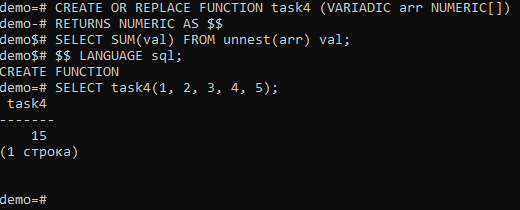 demo=# CREATE OR REPLACE FUNCTION task4 (VARIADIC arr NUMERIC[])
demo-# RETURNS NUMERIC AS $$
demo$# SELECT SUM(val) FROM unnest(arr) val;
demo$# $$ LANGUAGE sql;
CREATE FUNCTION
demo=# SELECT task4(1, 2, 3, 4, 5);
 task4
-------
    15
(1 строка)
demo=#